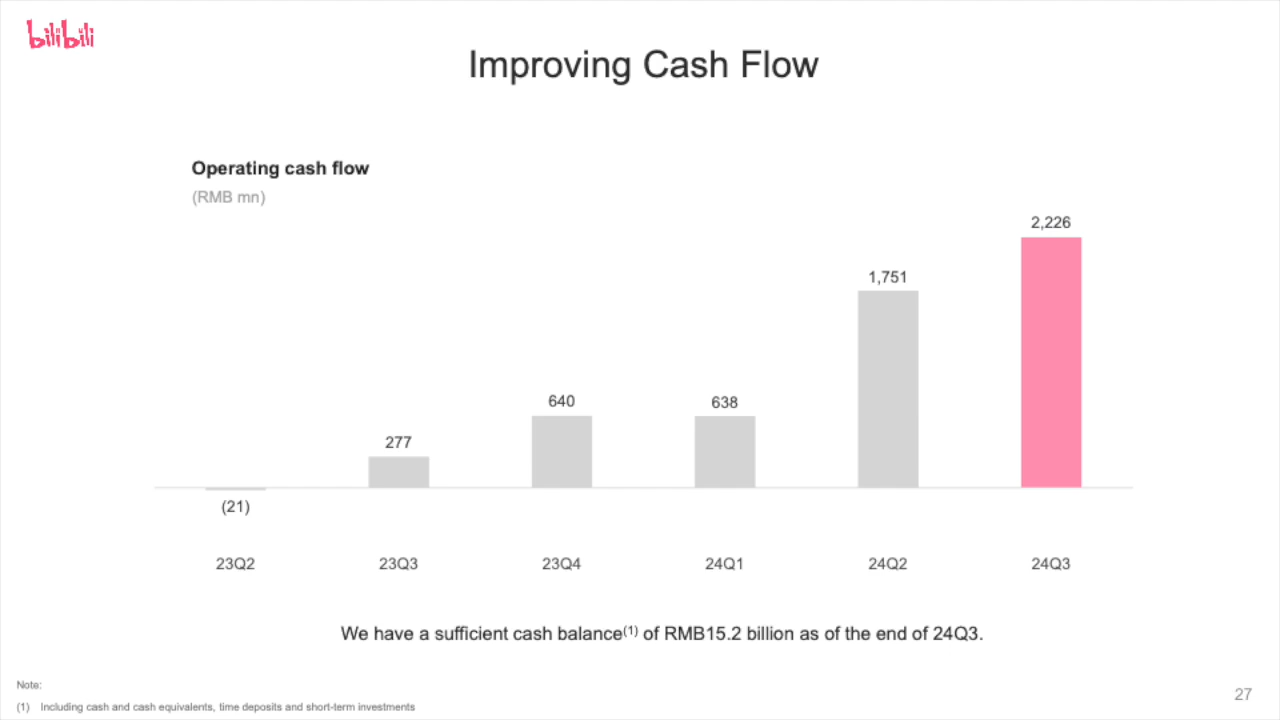 bilibili
Improving Cash Flow
Operating cash flow
(RMB mn)
2,226
1,751
640
638
277
(21)
23Q2 23Q3 23Q4 24Q1 24Q2 24Q3
We have a sufficient cash balance(1) of RMB15.2 billion as of the end of 24Q3.
Note:
(1) Including cash and cash equivalents, time deposits and short-term investments
27